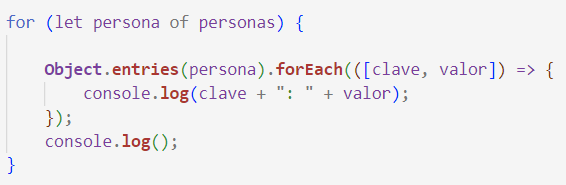 for (let persona of personas) {
Object.entries(persona).forEach(([clave, valor]) => {
console.log(clave + ": " + valor);
});
console.log();
}